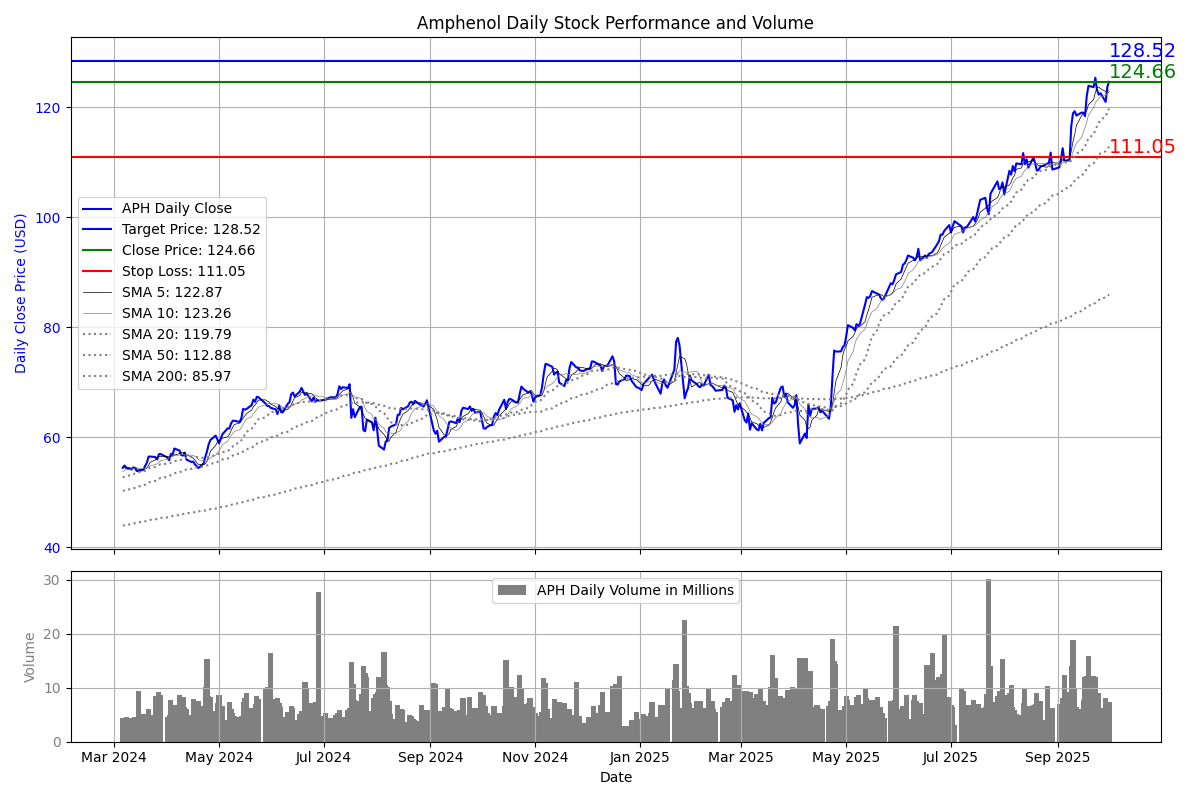 Amphenol Daily Stock Performance and Volume
128.52
124.66
111.05
120
100
80
60
40
Daily Close Price (USD)
APH Daily Close
Target Price: 128.52
Close Price: 124.66
Stop Loss: 111.05
SMA 5: 122.87
SMA 10: 123.26
SMA 20: 119.79
SMA 50: 112.88
SMA 200: 85.97
30
20
10
0
Volume
APH Daily Volume in Millions
Mar 2024
May 2024
Jul 2024
Sep 2024
Nov 2024
Jan 2025
Mar 2025
May 2025
Jul 2025
Sep 2025
Date